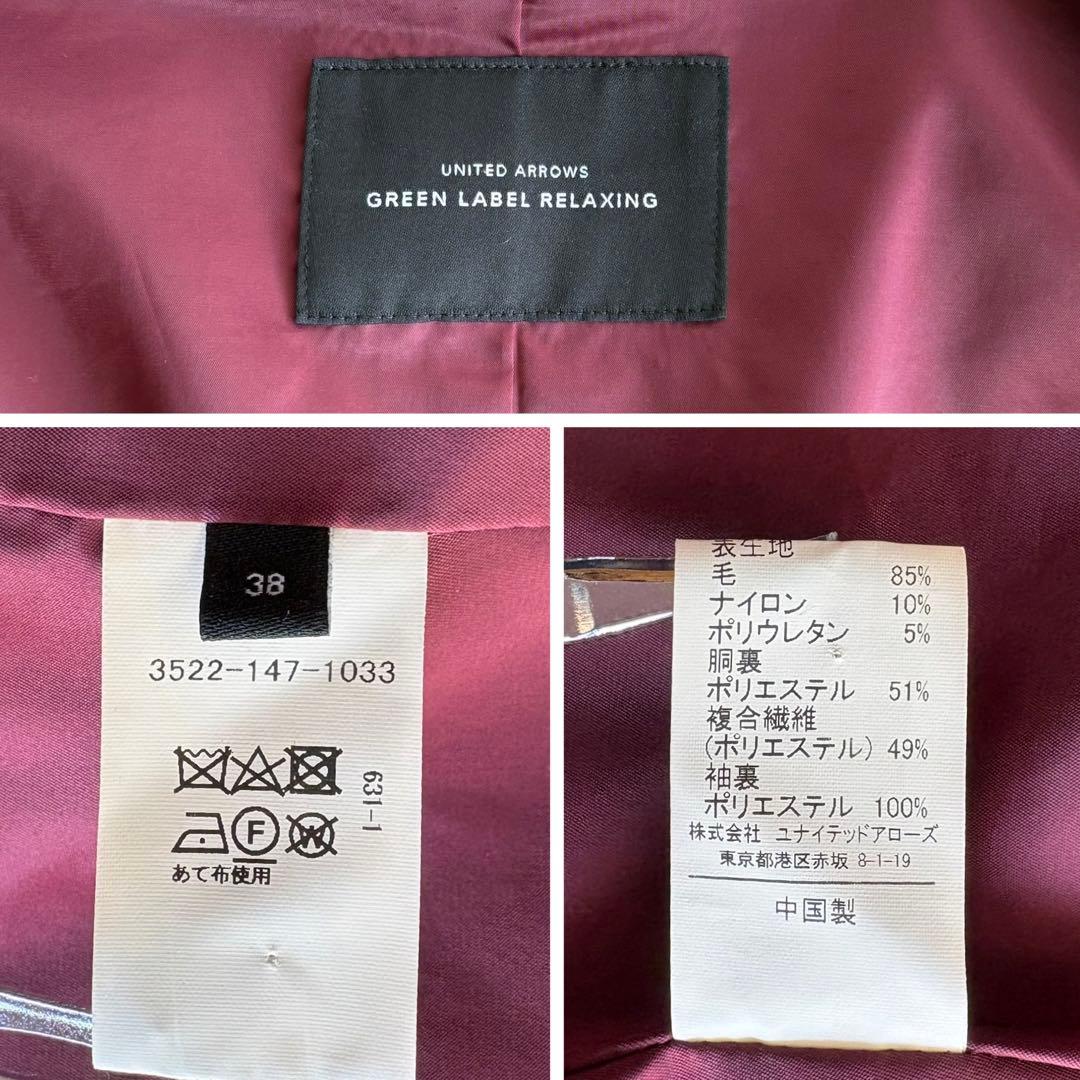 UNITED ARROWS
GREEN LABEL RELAXING
38
3522-147-1033
631-1
F
W
あて布使用
表生地
毛 85%
ナイロン 10%
ポリウレタン 5%
胴裏
ポリエステル 51%
複合繊維
(ポリエステル) 49%
袖裏
ポリエステル 100%
株式会社 ユナイテッドアローズ
東京都港区赤坂 8-1-19
中国製